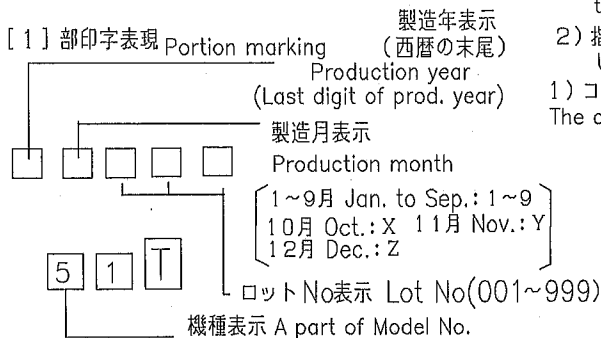 [1]部印字表現 Portion marking
製造年表示
(西暦の末尾)
Production year
(Last digit of prod. year)
製造月表示
Production month
1~9月 Jan. to Sep.: 1~9
10月 Oct.: X 11月 Nov.: Y
12月 Dec.: Z
5 1 T
ロットNo表示 Lot No(001~999)
機種表示 A part of Model No.
t
2)
1)コ
The c